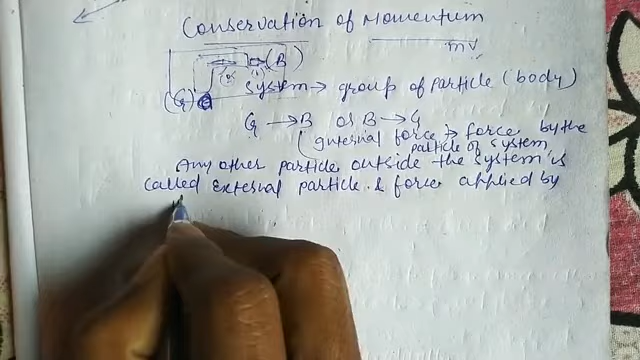 Conservation of Momentum
mv
(B)
System → group of particle (body)
(G)
G → B or B → G
Internal force → force by the
particle of system
Any other particle outside the system is
called External particle & force applied by